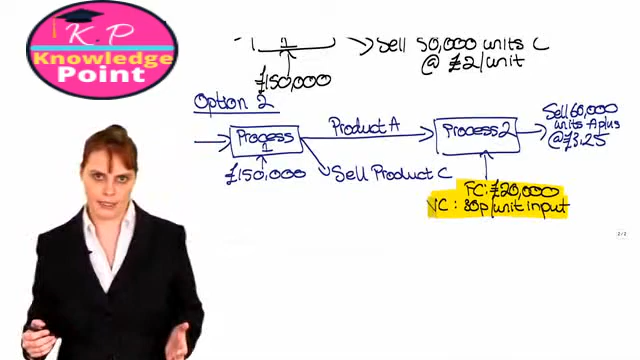 K.P
Knowledge
Point
1
Sell 50,000 units C
@ £2/unit
£150,000
Option 2
Process
1
Product A
Process 2
Sell 60,000
units A plus
@£3.25
£150,000
Sell Product C
FC: £20,000
VC: 80p/unit input
2/2